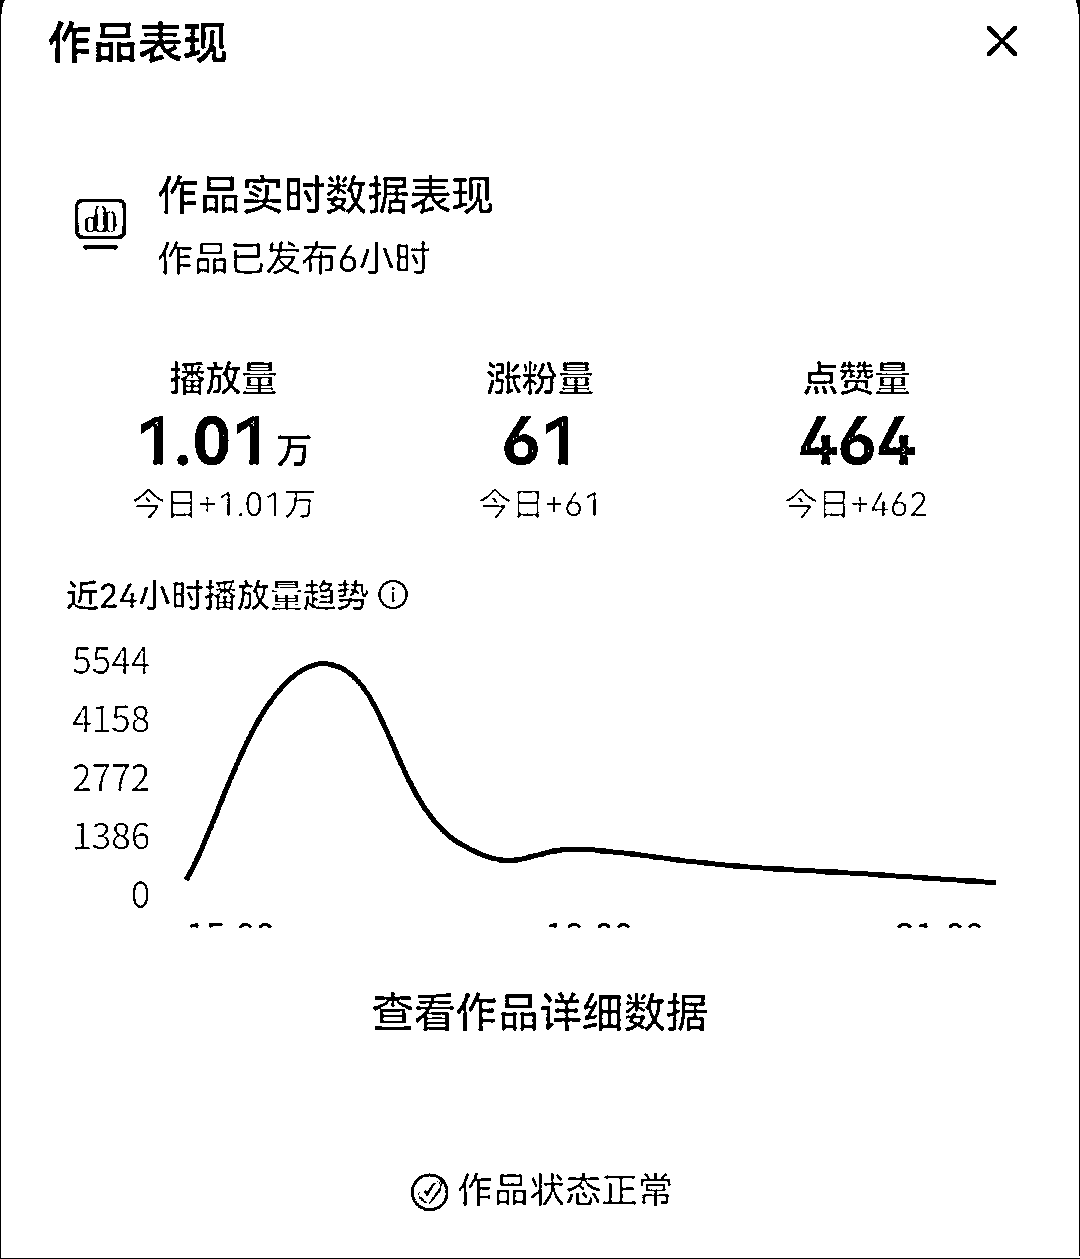 作品表现
作品实时数据表现
作品已发布6小时
播放量 涨粉量 点赞量
1.01万 61 464
今日+1.01万 今日+61 今日+462
近24小时播放量趋势
5544
4158
2772
1386
0
查看作品详细数据
作品状态正常